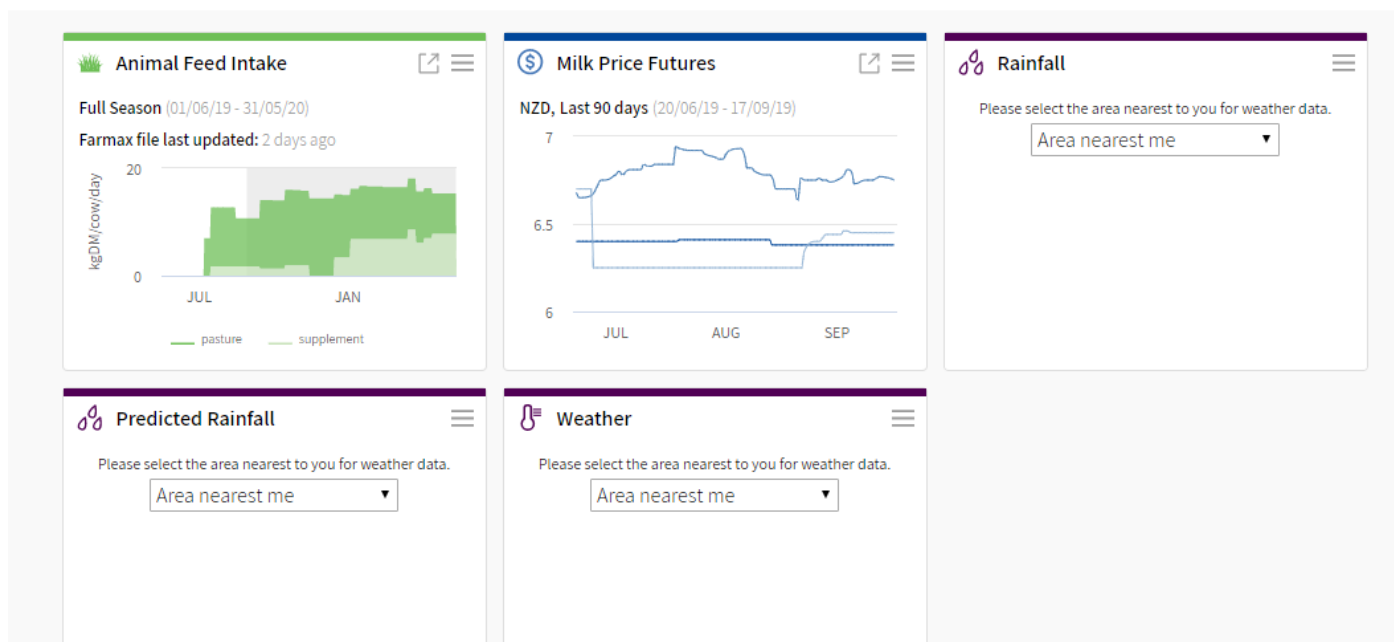 Animal Feed Intake
Full Season (01/06/19 - 31/05/20)
Farmax file last updated: 2 days ago
kgDM/cow/day
20
0
JUL JAN
pasture supplement
Milk Price Futures
NZD, Last 90 days (20/06/19 - 17/09/19)
7
6.5
6
JUL AUG SEP
Rainfall
Please select the area nearest to you for weather data.
Area nearest me
Predicted Rainfall
Please select the area nearest to you for weather data.
Area nearest me
Weather
Please select the area nearest to you for weather data.
Area nearest me